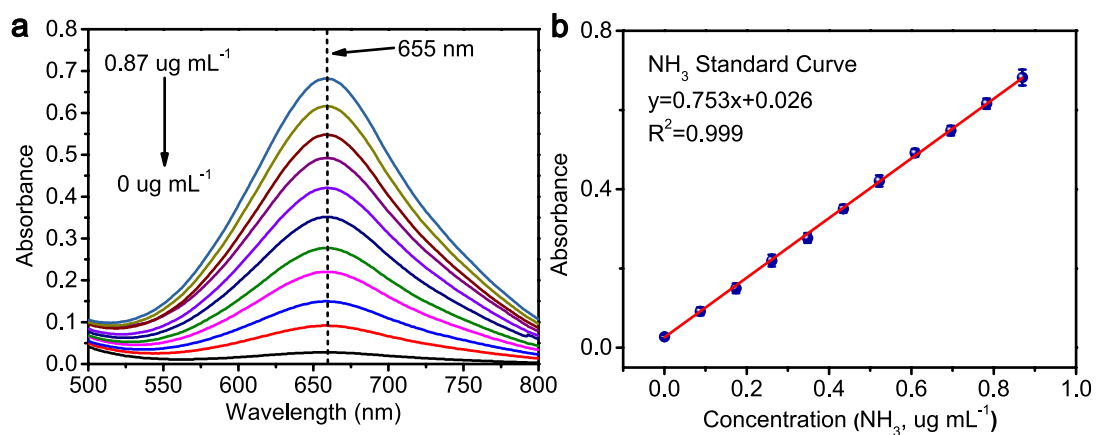 a
0.8
0.7
0.6
0.5
0.4
0.3
0.2
0.1
0.0
Absorbance
0.87 ug mL⁻¹
0 ug mL⁻¹
655 nm
500 550 600 650 700 750 800
Wavelength (nm)
b
0.8
0.4
0.0
Absorbance
NH₃ Standard Curve
y=0.753x+0.026
R²=0.999
0.0 0.2 0.4 0.6 0.8 1.0
Concentration (NH₃, ug mL⁻¹)